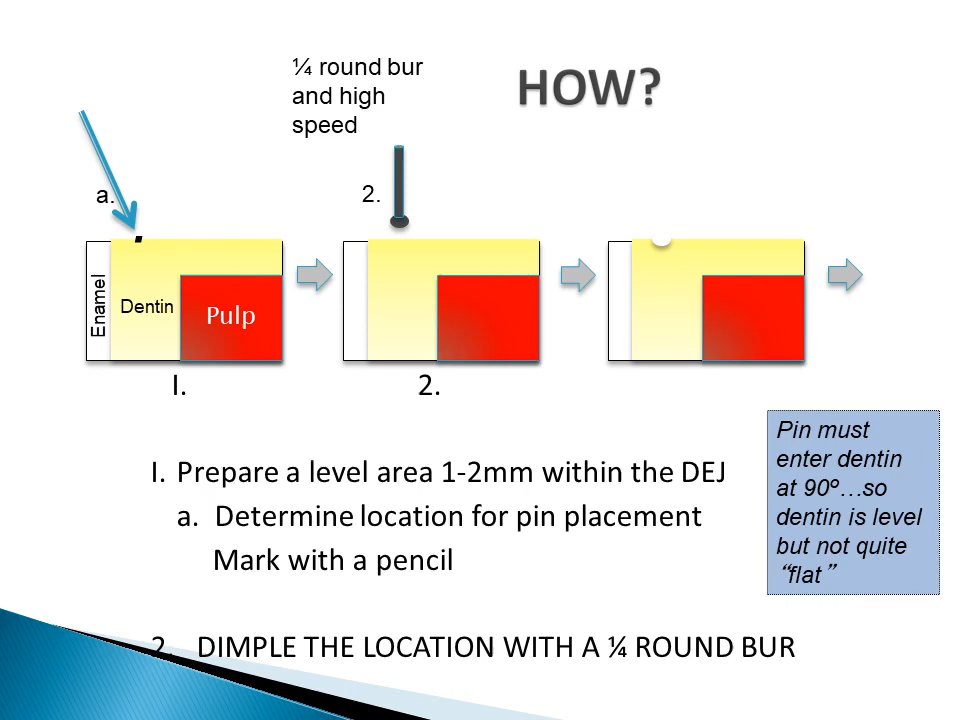 HOW?
¼ round bur
and high
speed
a.
2.
Enamel
Dentin
Pulp
I.
2.
I. Prepare a level area 1-2mm within the DEJ
a. Determine location for pin placement
Mark with a pencil
2. DIMPLE THE LOCATION WITH A ¼ ROUND BUR
Pin must
enter dentin
at 90º…so
dentin is level
but not quite
“flat”